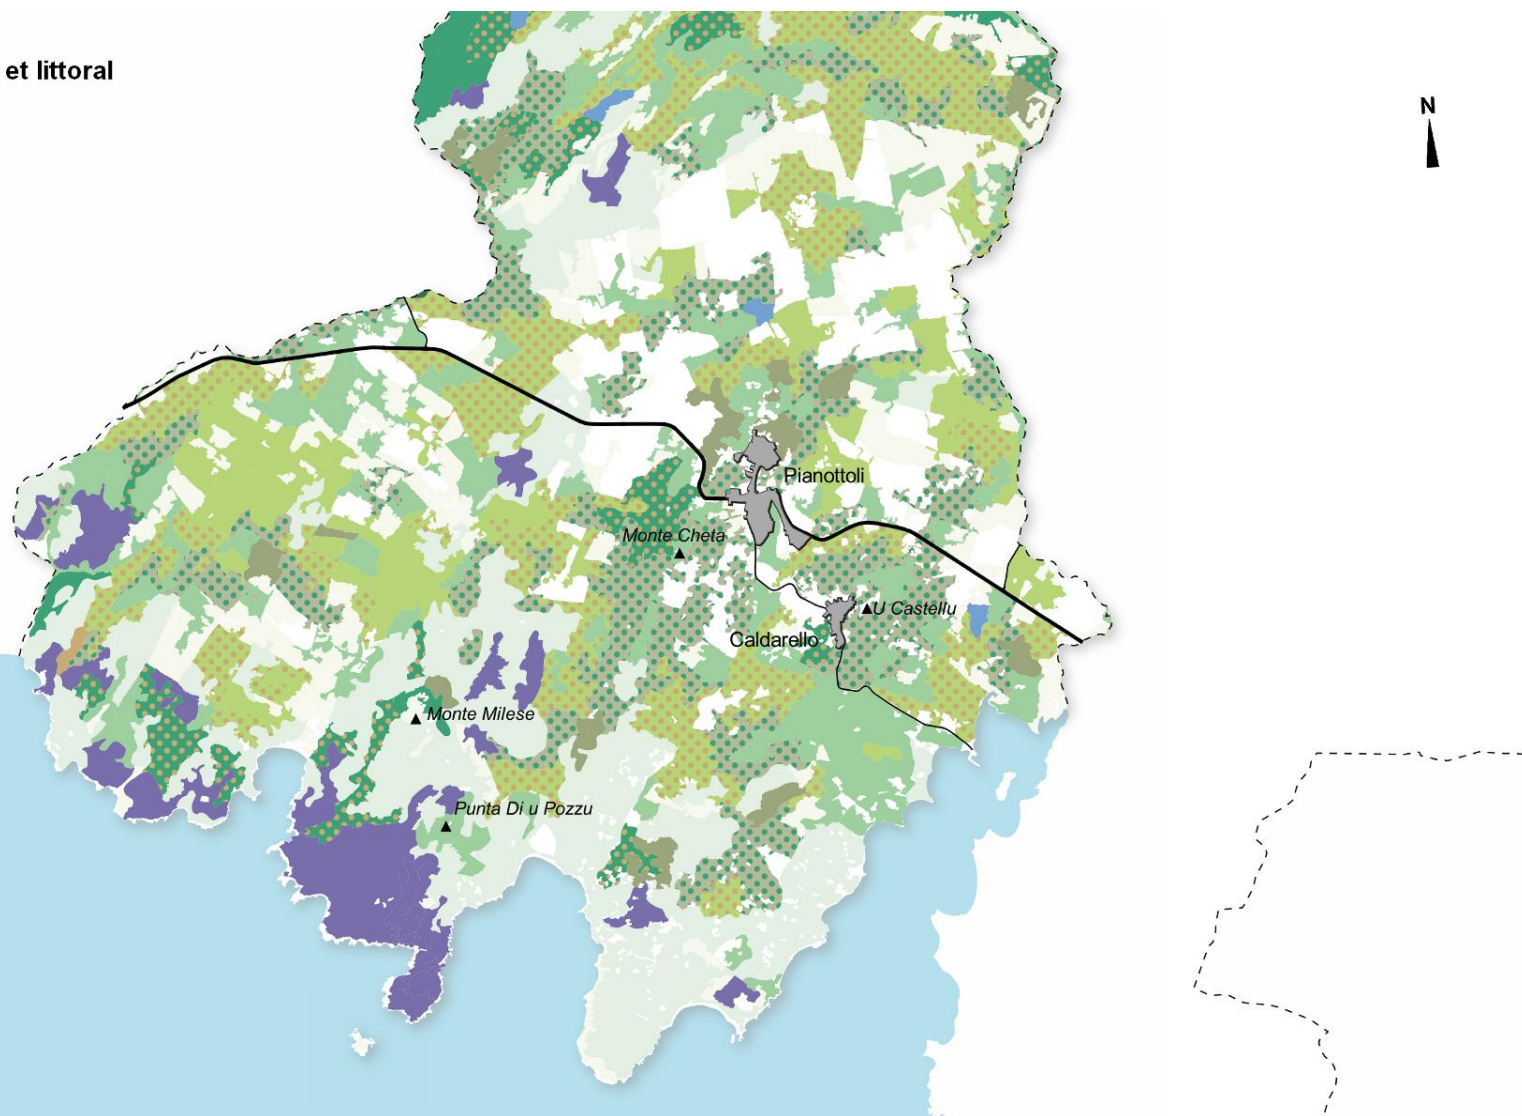 et littoral
N
Pianottoli
Monte Cheta
U Castellu
Caldarello
Monte Milese
Punta Di u Pozzu